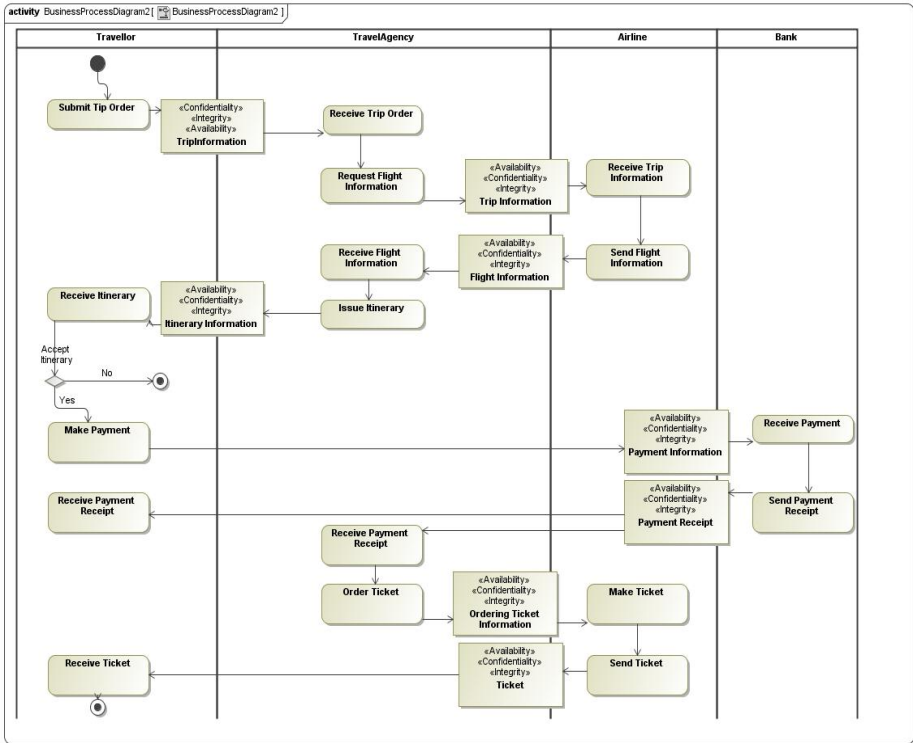 activity BusinessProcessDiagram2[ BusinessProcessDiagram2 ]
Travellor
TravelAgency
Airline
Bank
Submit Tip Order
«Confidentiality»
«Integrity»
«Availability»
TripInformation
Receive Trip Order
Request Flight
Information
«Availability»
«Confidentiality»
«Integrity»
Trip Information
Receive Trip
Information
Receive Flight
Information
«Availability»
«Confidentiality»
«Integrity»
Flight Information
Send Flight
Information
Receive Itinerary
«Availability»
«Confidentiality»
«Integrity»
Itinerary Information
Issue Itinerary
Accept
Itinerary
No
Yes
Make Payment
«Availability»
«Confidentiality»
«Integrity»
Payment Information
Receive Payment
Receive Payment
Receipt
«Availability»
«Confidentiality»
«Integrity»
Payment Receipt
Send Payment
Receipt
Receive Payment
Receipt
Order Ticket
«Availability»
«Confidentiality»
«Integrity»
Ordering Ticket
Information
Make Ticket
Receive Ticket
«Availability»
«Confidentiality»
«Integrity»
Ticket
Send Ticket